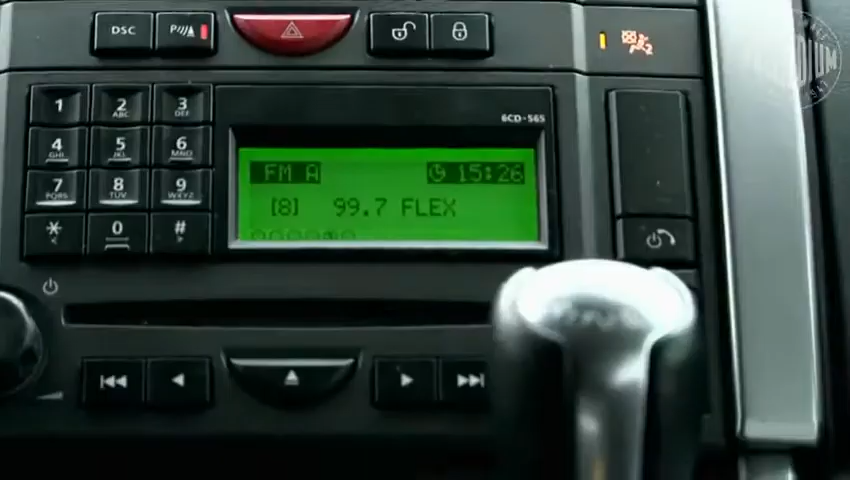 DSC
P
1
2 ABC
3 DEF
4 GHI
5 JKL
6 MNO
7 PQRS
8 TUV
9 WXYZ
* <
0
# >
6CD-565
FM A 15:26
[8] 99.7 FLEX